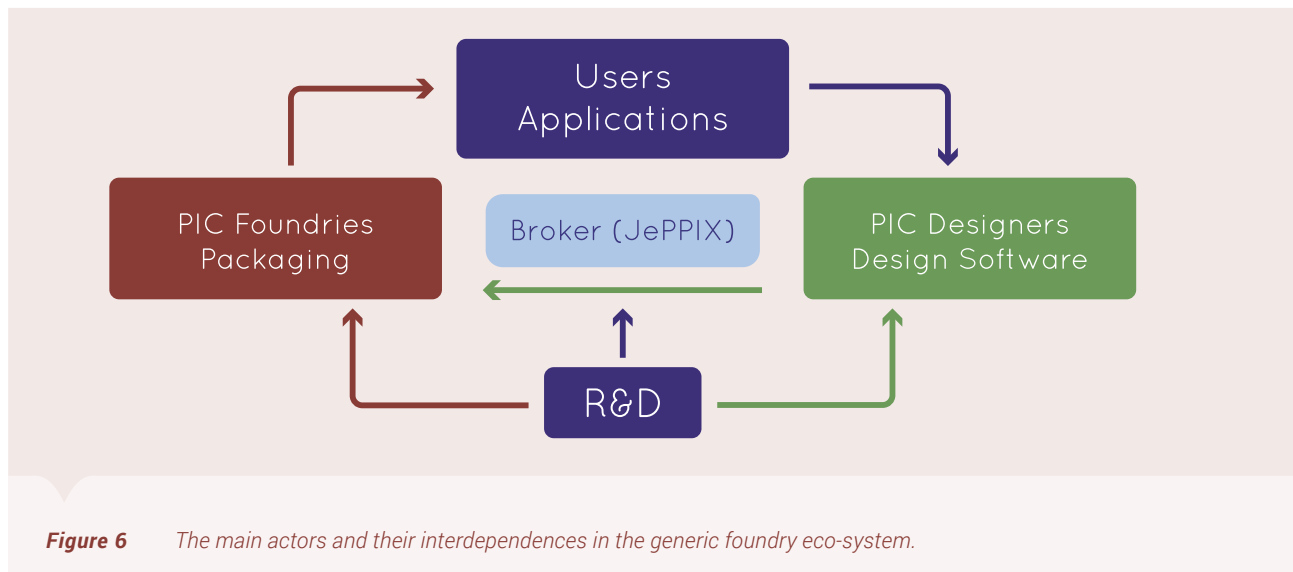 Users
Applications
PIC Foundries
Packaging
Broker (JePPIX)
PIC Designers
Design Software
R&D
Figure 6 The main actors and their interdependences in the generic foundry eco-system.